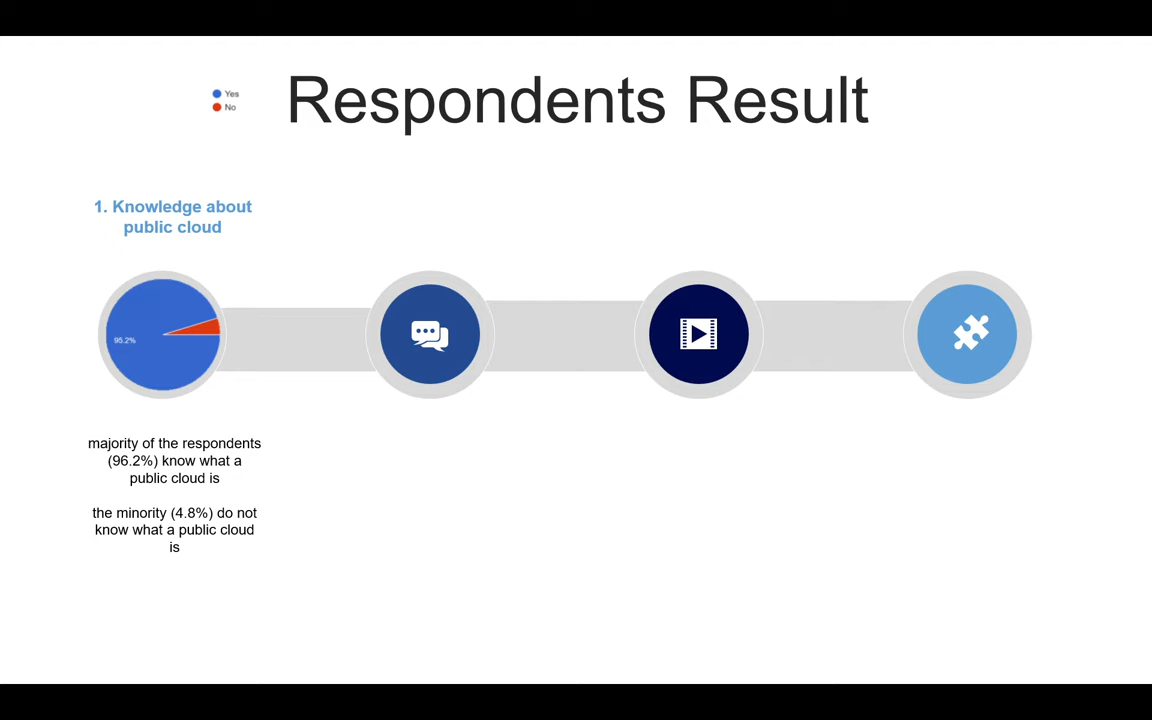 Yes
No
Respondents Result
1. Knowledge about
public cloud
95.2%
majority of the respondents
(96.2%) know what a
public cloud is
the minority (4.8%) do not
know what a public cloud
is